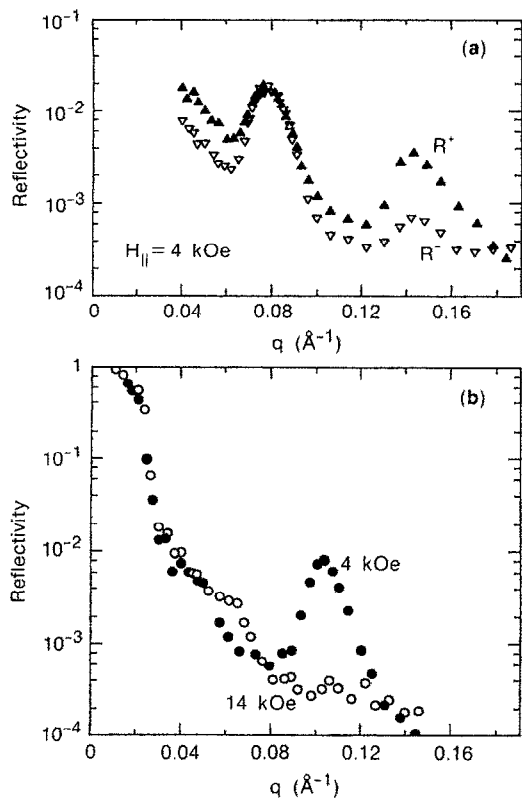 10⁻¹
(a)
10⁻²
Reflectivity
R⁺
10⁻³
R⁻
H∥ = 4 kOe
10⁻⁴
0.04 0.08 0.12 0.16
q (Å⁻¹)
1
(b)
10⁻¹
Reflectivity
10⁻²
4 kOe
10⁻³
14 kOe
10⁻⁴
0 0.04 0.08 0.12 0.16
q (Å⁻¹)